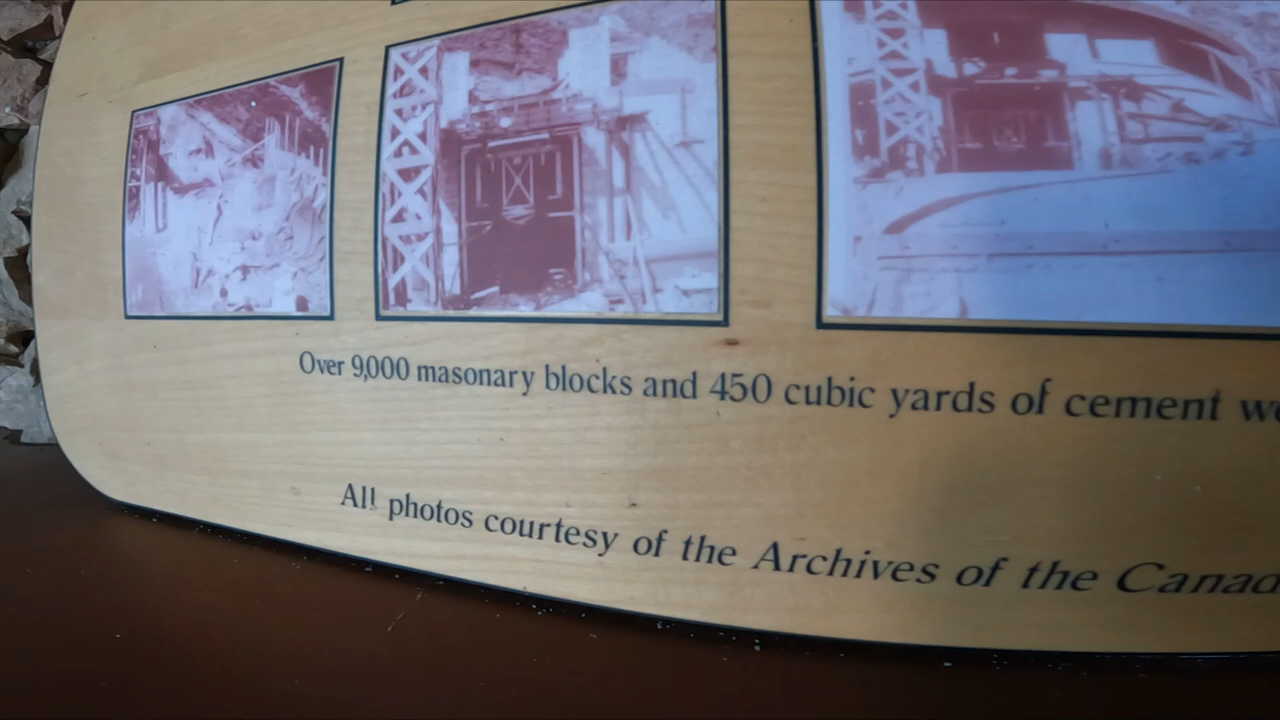 Over 9,000 masonary blocks and 450 cubic yards of cement
All photos courtesy of the Archives of the